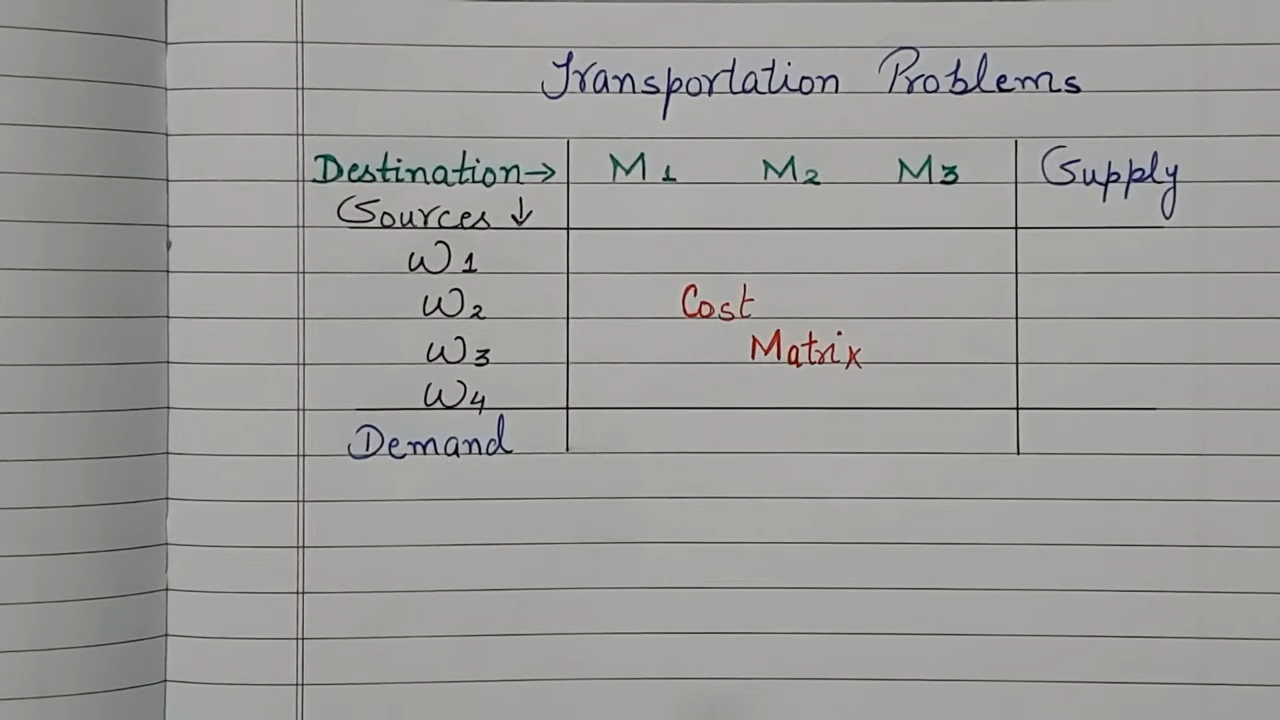 Transportation Problems
Destination→ M1 M2 M3 Supply
Sources ↓
W1
W2 Cost
W3 Matrix
W4
Demand